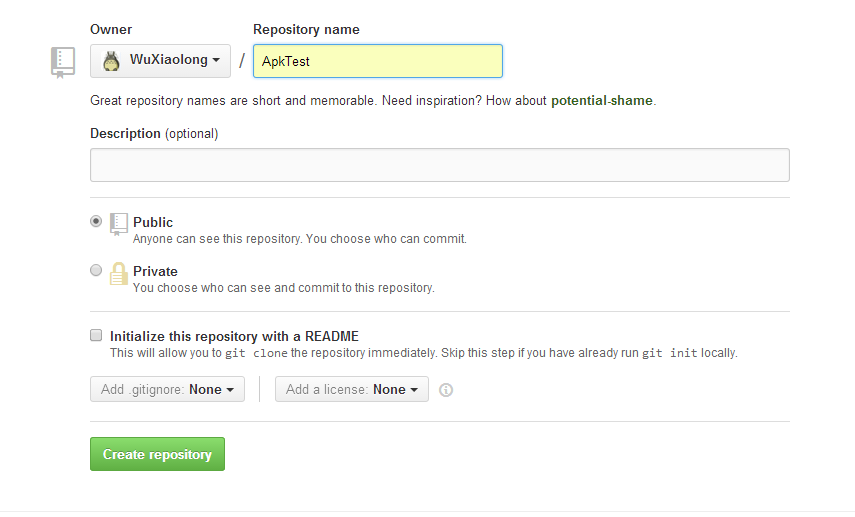 Owner Repository name
WuXiaolong / ApkTest
Great repository names are short and memorable. Need inspiration? How about potential-shame.
Description (optional)
Public
Anyone can see this repository. You choose who can commit.
Private
You choose who can see and commit to this repository.
Initialize this repository with a README
This will allow you to git clone the repository immediately. Skip this step if you have already run git init locally.
Add .gitignore: None Add a license: None
Create repository